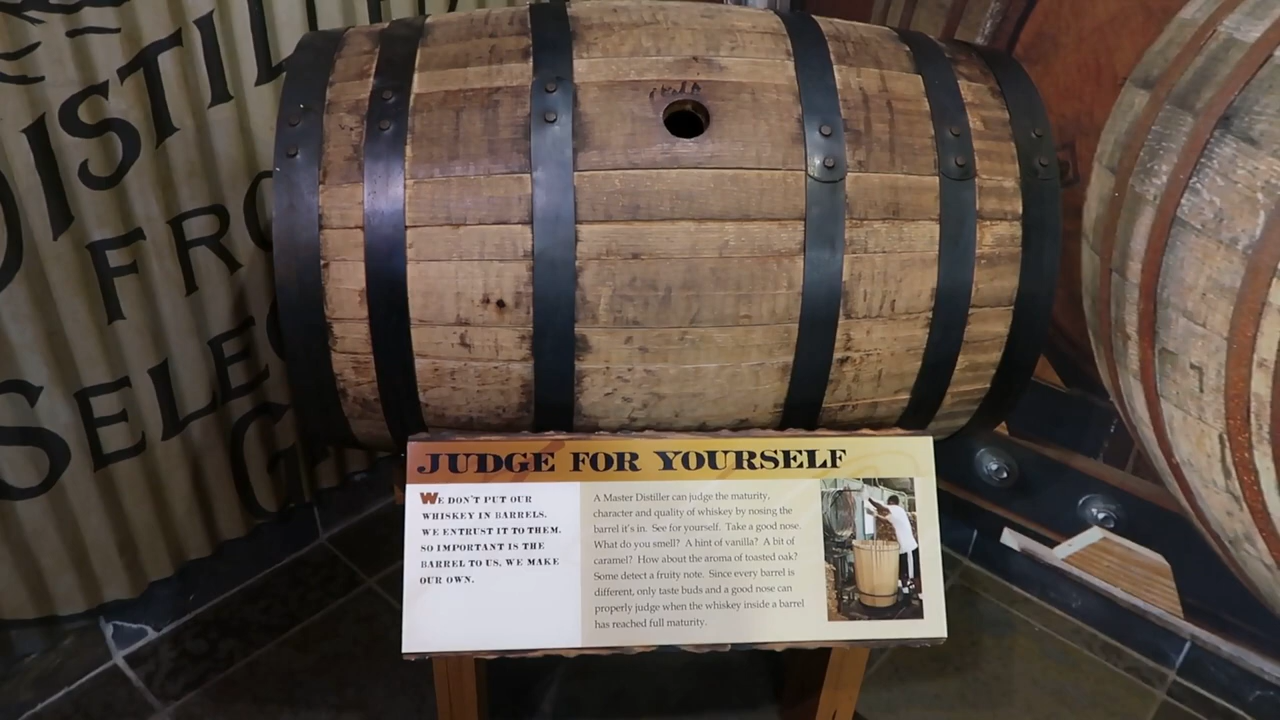 DISTIL
FRO
SELEC
JUDGE FOR YOURSELF
WE DON'T PUT OUR
WHISKEY IN BARRELS.
WE ENTRUST IT TO THEM.
SO IMPORTANT IS THE
BARREL TO US, WE MAKE
OUR OWN.
A Master Distiller can judge the maturity,
character and quality of whiskey by nosing the
barrel it's in. See for yourself. Take a good nose.
What do you smell? A hint of vanilla? A bit of
caramel? How about the aroma of toasted oak?
Some detect a fruity note. Since every barrel is
different, only taste buds and a good nose can
properly judge when the whiskey inside a barrel
has reached full maturity.